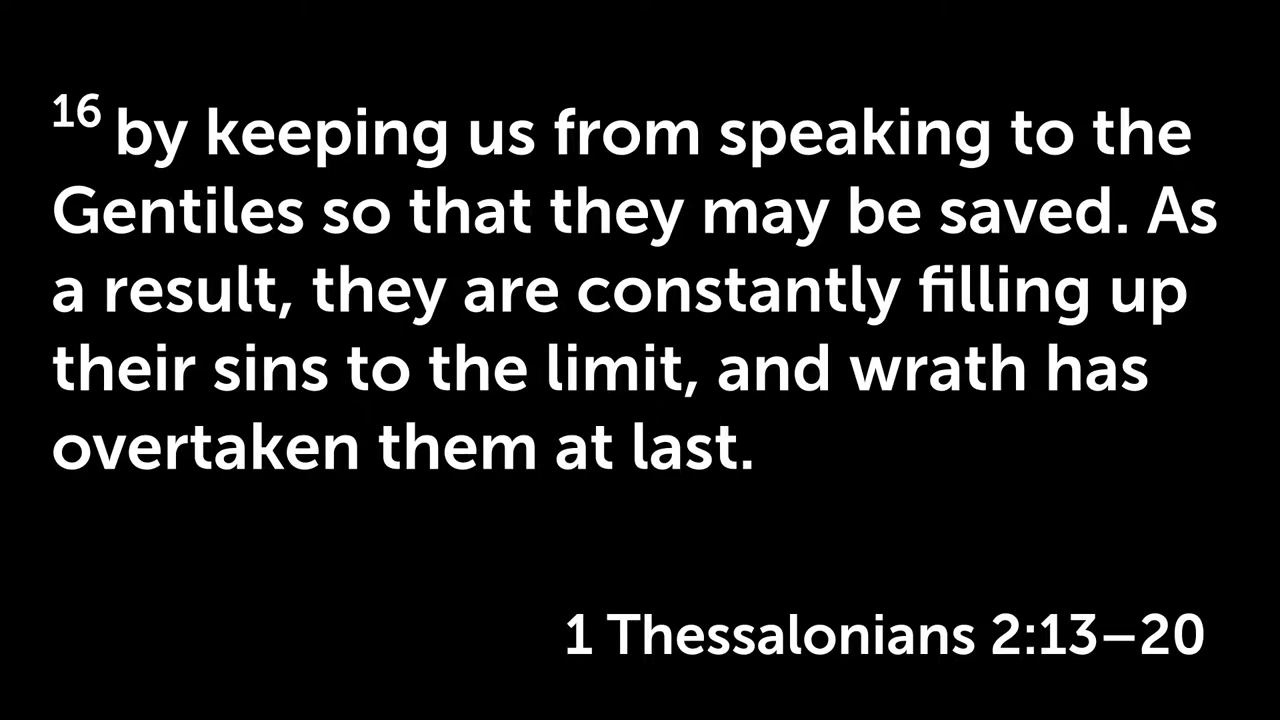 16 by keeping us from speaking to the
Gentiles so that they may be saved. As
a result, they are constantly filling up
their sins to the limit, and wrath has
overtaken them at last.
1 Thessalonians 2:13–20